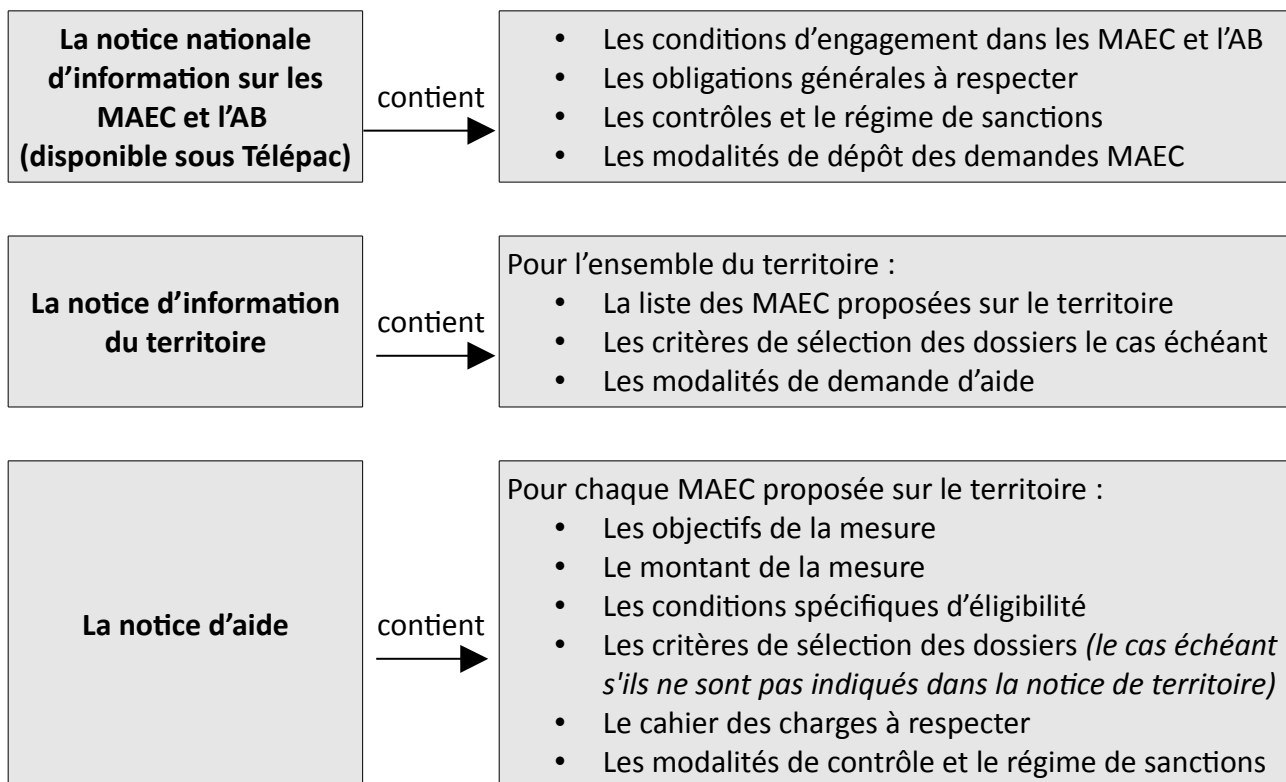 La notice nationale
d'information sur les
MAEC et l'AB
(disponible sous Télépac)
contient
• Les conditions d'engagement dans les MAEC et l'AB
• Les obligations générales à respecter
• Les contrôles et le régime de sanctions
• Les modalités de dépôt des demandes MAEC
La notice d'information
du territoire
contient
Pour l'ensemble du territoire :
• La liste des MAEC proposées sur le territoire
• Les critères de sélection des dossiers le cas échéant
• Les modalités de demande d'aide
La notice d'aide
contient
Pour chaque MAEC proposée sur le territoire :
• Les objectifs de la mesure
• Le montant de la mesure
• Les conditions spécifiques d'éligibilité
• Les critères de sélection des dossiers (le cas échéant
s'ils ne sont pas indiqués dans la notice de territoire)
• Le cahier des charges à respecter
• Les modalités de contrôle et le régime de sanctions